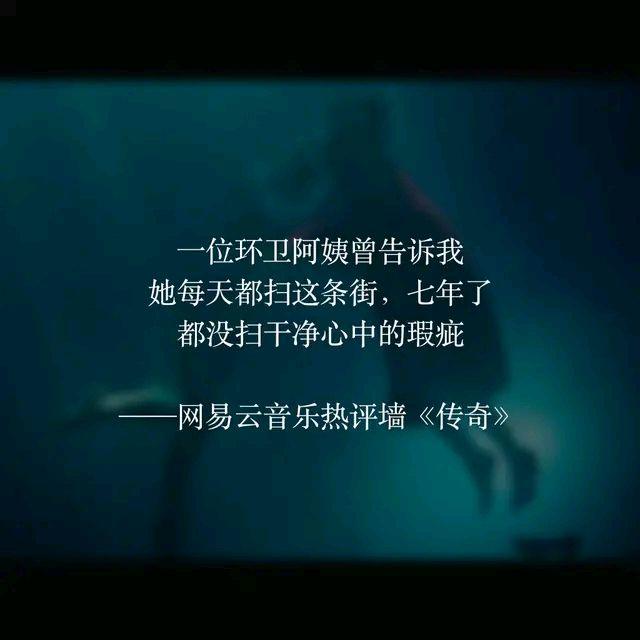 一位环卫阿姨曾告诉我
她每天都扫这条街，七年了
都没扫干净心中的瑕疵
——网易云音乐热评墙《传奇》